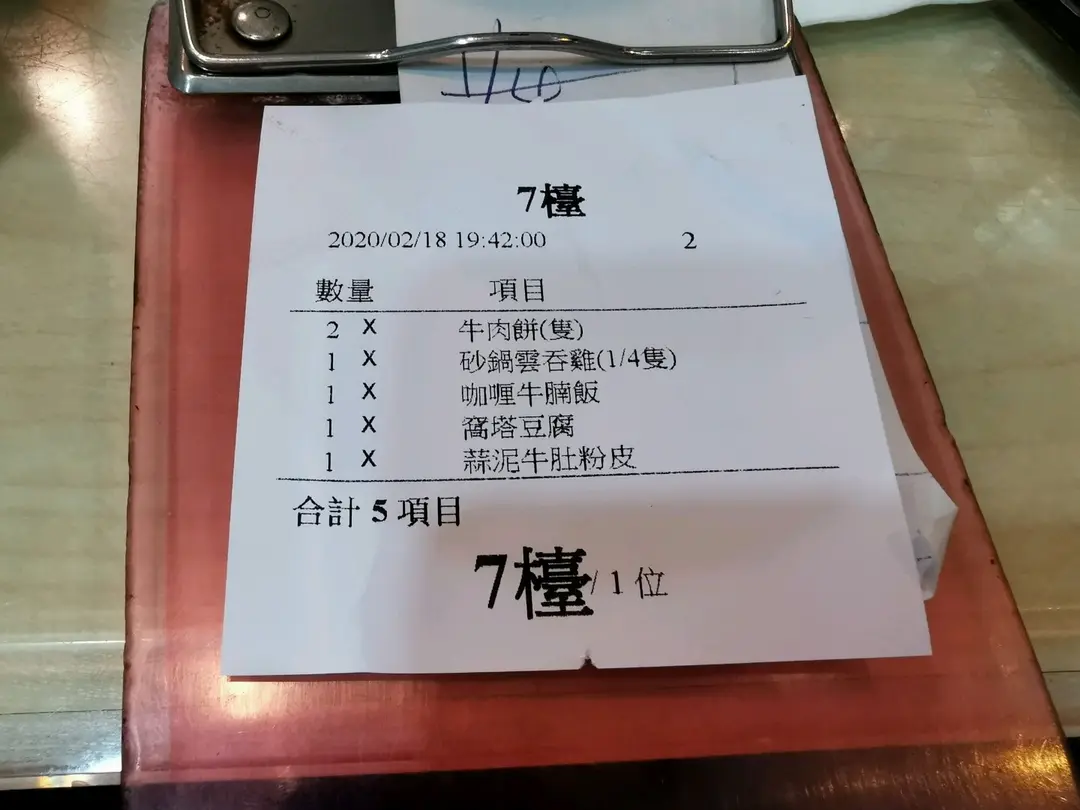 7檯
2020/02/18 19:42:00 2
數量 項目
2 X 牛肉餅(隻)
1 X 砂鍋雲吞雞(1/4隻)
1 X 咖喱牛腩飯
1 X 窩塔豆腐
1 X 蒜泥牛肚粉皮
合計 5 項目
7檯/ 1 位